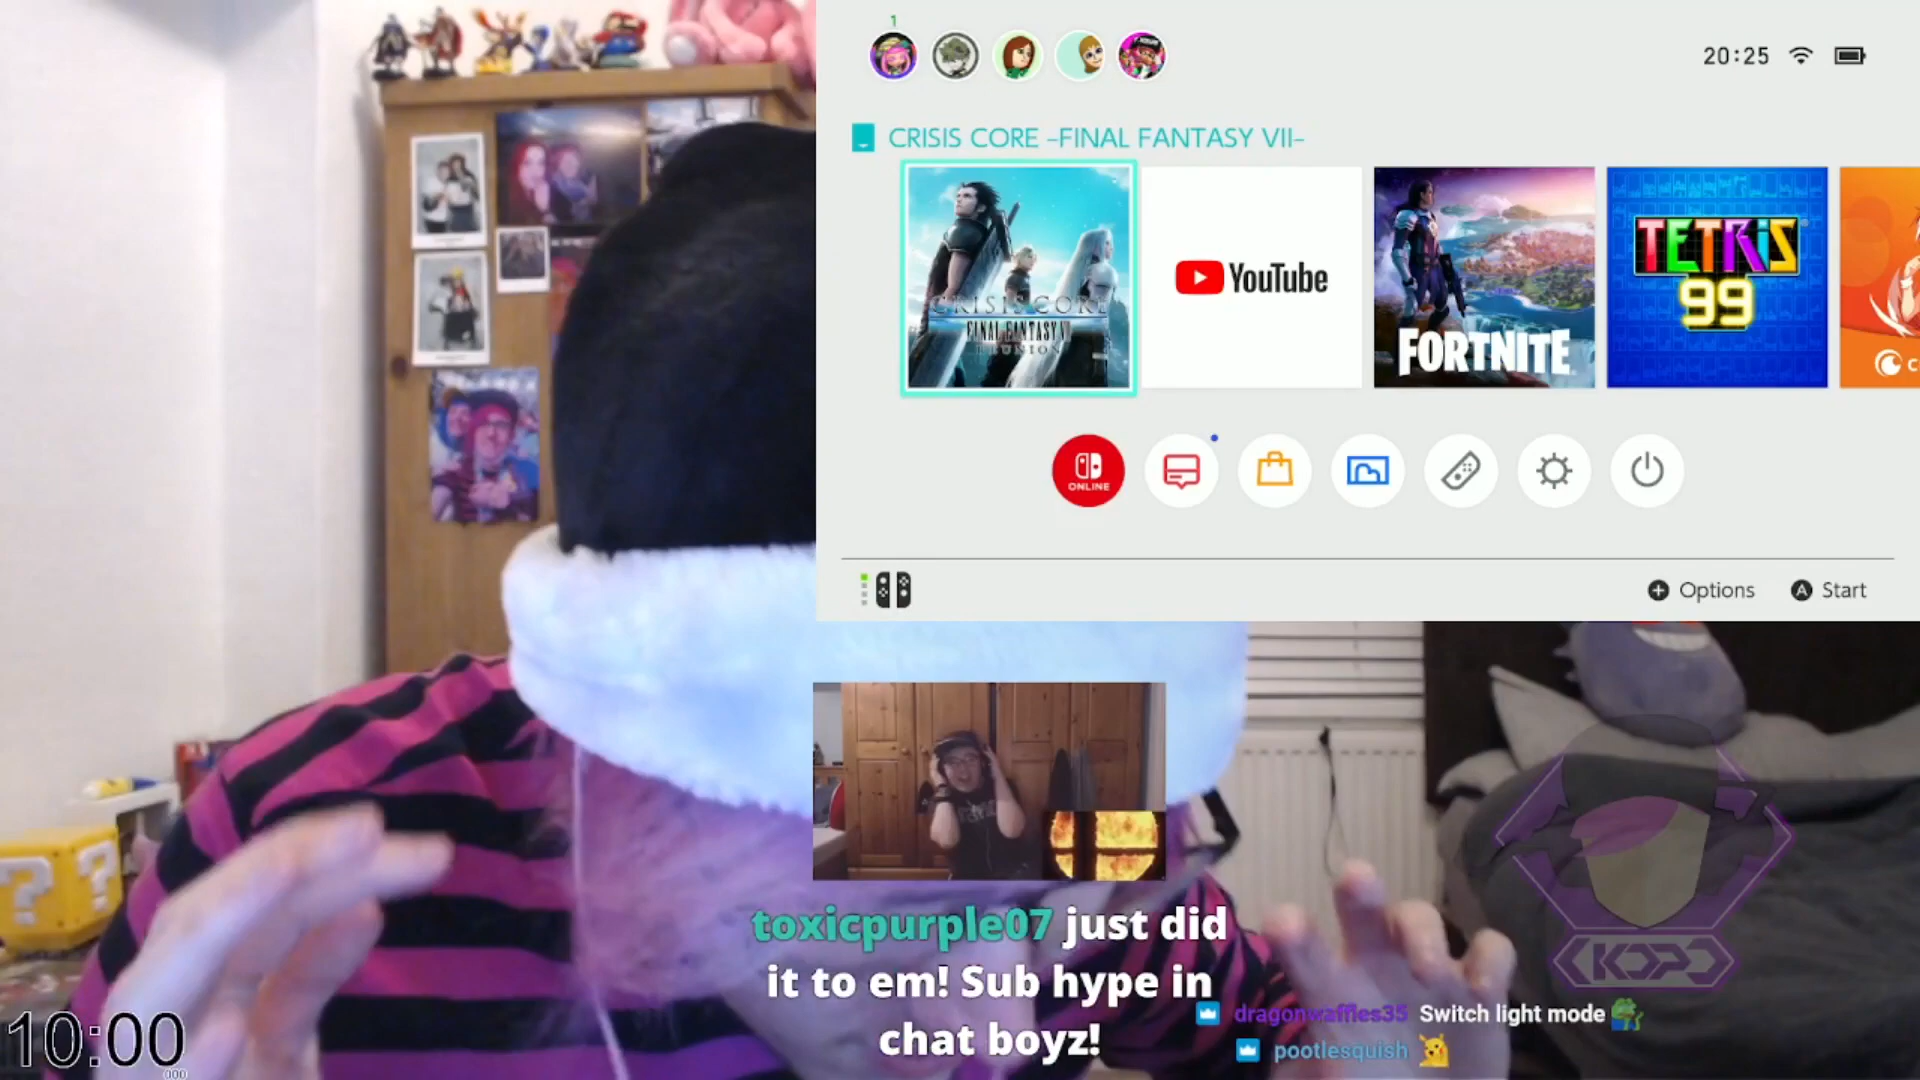 1
20:25
CRISIS CORE –FINAL FANTASY VII–
CRISIS CORE
FINAL FANTASY VII
REUNION
YouTube
FORTNITE
TETRIS
99
ONLINE
Options
A Start
toxicpurple07 just did
it to em! Sub hype in
chat boyz!
dragonwaffles35 Switch light mode
pootlesquish
10:00
000